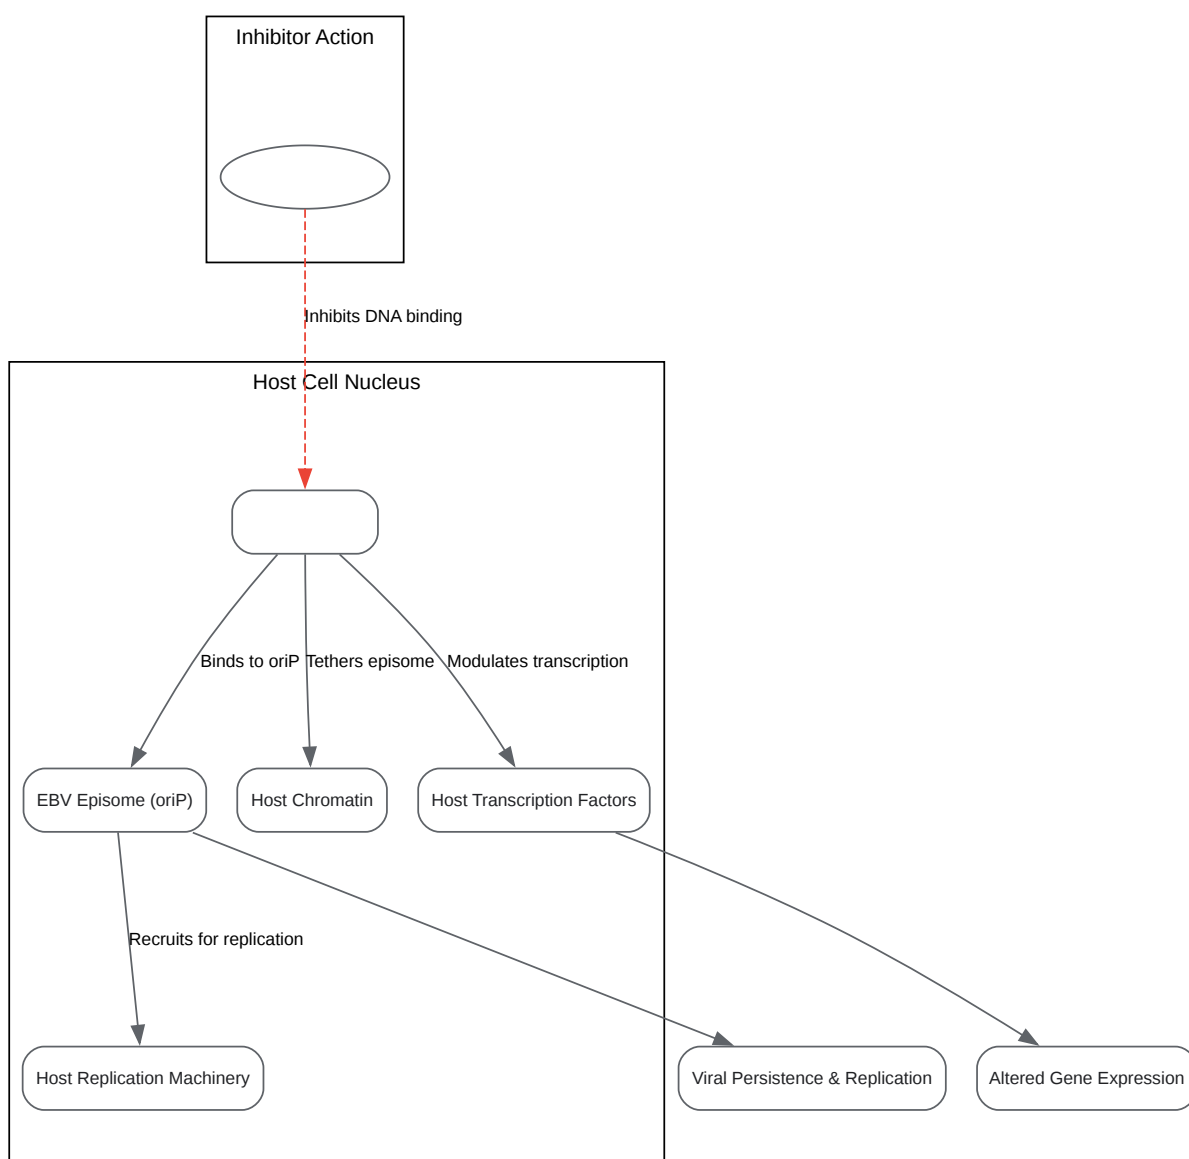 Inhibitor Action
Inhibits DNA binding
Host Cell Nucleus
Binds to oriP
Tethers episome
Modulates transcription
EBV Episome (oriP)
Host Chromatin
Host Transcription Factors
Recruits for replication
Host Replication Machinery
Viral Persistence & Replication
Altered Gene Expression